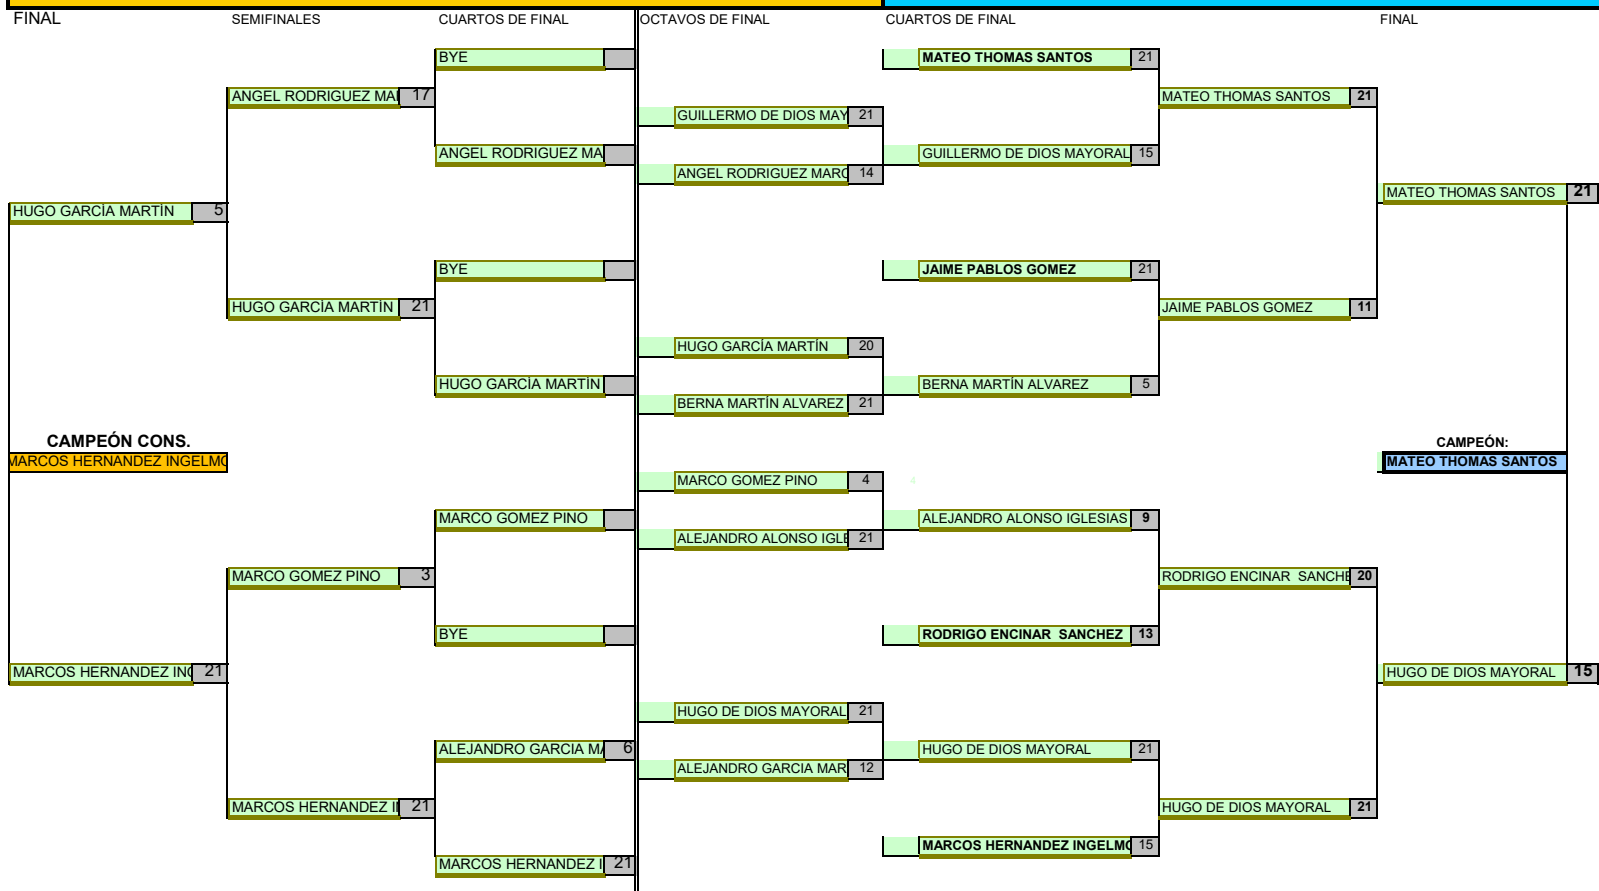 FINAL SEMIFINALES CUARTOS DE FINAL OCTAVOS DE FINAL CUARTOS DE FINAL FINAL
BYE MATEO THOMAS SANTOS 21
ANGEL RODRIGUEZ MA 17 MATEO THOMAS SANTOS 21
GUILLERMO DE DIOS MAY 21
ANGEL RODRIGUEZ MA GUILLERMO DE DIOS MAYORAL 15
ANGEL RODRIGUEZ MARC 14
MATEO THOMAS SANTOS 21
HUGO GARCÍA MARTÍN 5
BYE JAIME PABLOS GOMEZ 21
HUGO GARCÍA MARTÍN 21 JAIME PABLOS GOMEZ 11
HUGO GARCÍA MARTÍN 20
HUGO GARCÍA MARTÍN BERNA MARTÍN ALVAREZ 5
BERNA MARTÍN ALVAREZ 21
CAMPEÓN CONS. CAMPEÓN:
MARCOS HERNANDEZ INGELMO MATEO THOMAS SANTOS
MARCO GOMEZ PINO 4 4
MARCO GOMEZ PINO ALEJANDRO ALONSO IGLESIAS 9
ALEJANDRO ALONSO IGLE 21
MARCO GOMEZ PINO 3 RODRIGO ENCINAR SANCHE 20
BYE RODRIGO ENCINAR SANCHEZ 13
MARCOS HERNANDEZ ING 21 HUGO DE DIOS MAYORAL 15
HUGO DE DIOS MAYORAL 21
ALEJANDRO GARCIA MA 6 HUGO DE DIOS MAYORAL 21
ALEJANDRO GARCIA MAR 12
MARCOS HERNANDEZ I 21 HUGO DE DIOS MAYORAL 21
MARCOS HERNANDEZ INGELMO 15
MARCOS HERNANDEZ I 21